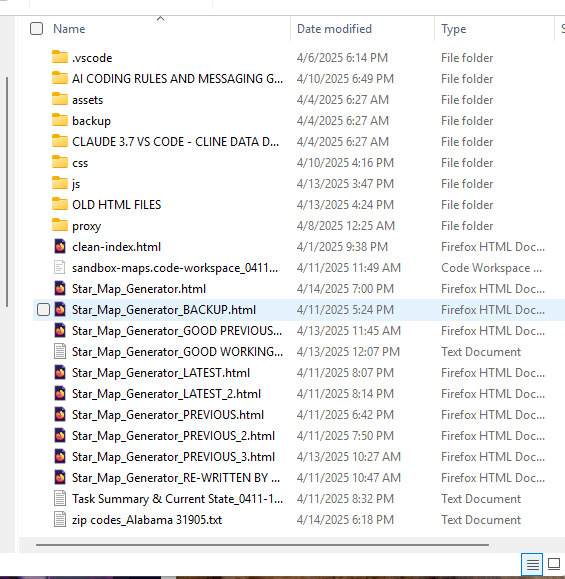 Name Date modified Type S
.vscode 4/6/2025 6:14 PM File folder
AI CODING RULES AND MESSAGING G... 4/10/2025 6:49 PM File folder
assets 4/4/2025 6:27 AM File folder
backup 4/4/2025 6:27 AM File folder
CLAUDE 3.7 VS CODE - CLINE DATA D... 4/4/2025 6:27 AM File folder
css 4/10/2025 4:16 PM File folder
js 4/13/2025 3:47 PM File folder
OLD HTML FILES 4/13/2025 4:24 PM File folder
proxy 4/8/2025 12:25 AM File folder
clean-index.html 4/1/2025 9:38 PM Firefox HTML Doc...
sandbox-maps.code-workspace_0411... 4/11/2025 11:49 AM Code Workspace ...
Star_Map_Generator.html 4/14/2025 7:00 PM Firefox HTML Doc...
Star_Map_Generator_BACKUP.html 4/11/2025 5:24 PM Firefox HTML Doc...
Star_Map_Generator_GOOD PREVIOUS... 4/13/2025 11:45 AM Firefox HTML Doc...
Star_Map_Generator_GOOD WORKING... 4/13/2025 12:07 PM Text Document
Star_Map_Generator_LATEST.html 4/11/2025 8:07 PM Firefox HTML Doc...
Star_Map_Generator_LATEST_2.html 4/11/2025 8:14 PM Firefox HTML Doc...
Star_Map_Generator_PREVIOUS.html 4/11/2025 6:42 PM Firefox HTML Doc...
Star_Map_Generator_PREVIOUS_2.html 4/11/2025 7:50 PM Firefox HTML Doc...
Star_Map_Generator_PREVIOUS_3.html 4/13/2025 10:27 AM Firefox HTML Doc...
Star_Map_Generator_RE-WRITTEN BY ... 4/11/2025 10:47 AM Firefox HTML Doc...
Task Summary & Current State_0411-1... 4/11/2025 8:32 PM Text Document
zip codes_Alabama 31905.txt 4/14/2025 6:18 PM Text Document